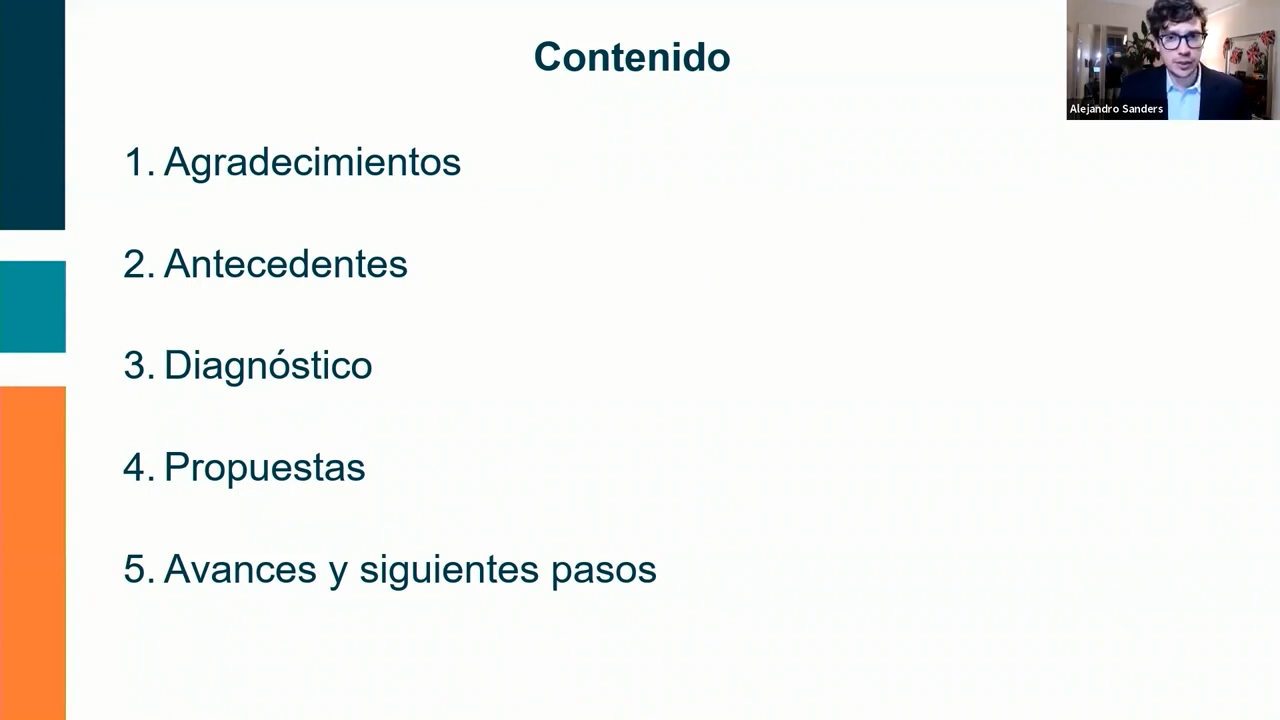 Contenido
Alejandro Sanders
1. Agradecimientos
2. Antecedentes
3. Diagnóstico
4. Propuestas
5. Avances y siguientes pasos